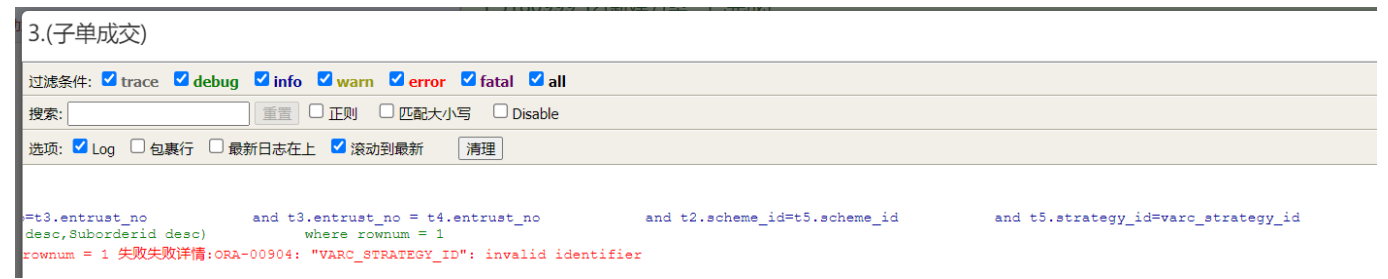 3.(子单成交)
过滤条件: trace debug info warn error fatal all
搜索: 重置 正则 匹配大小写 Disable
选项: Log 包裹行 最新日志在上 滚动到最新 清理
=t3.entrust_no and t3.entrust_no = t4.entrust_no and t2.scheme_id=t5.scheme_id and t5.strategy_id=varc_strategy_id
desc,Suborderid desc) where rownum = 1
rownum = 1 失败失败详情:ORA-00904: "VARC_STRATEGY_ID": invalid identifier